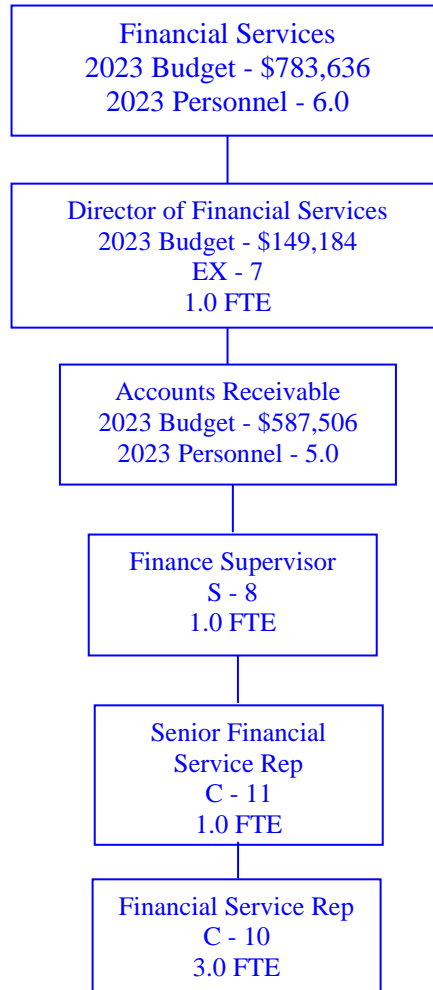 Financial Services
2023 Budget - $783,636
2023 Personnel - 6.0
Director of Financial Services
2023 Budget - $149,184
EX - 7
1.0 FTE
Accounts Receivable
2023 Budget - $587,506
2023 Personnel - 5.0
Finance Supervisor
S - 8
1.0 FTE
Senior Financial
Service Rep
C - 11
1.0 FTE
Financial Service Rep
C - 10
3.0 FTE